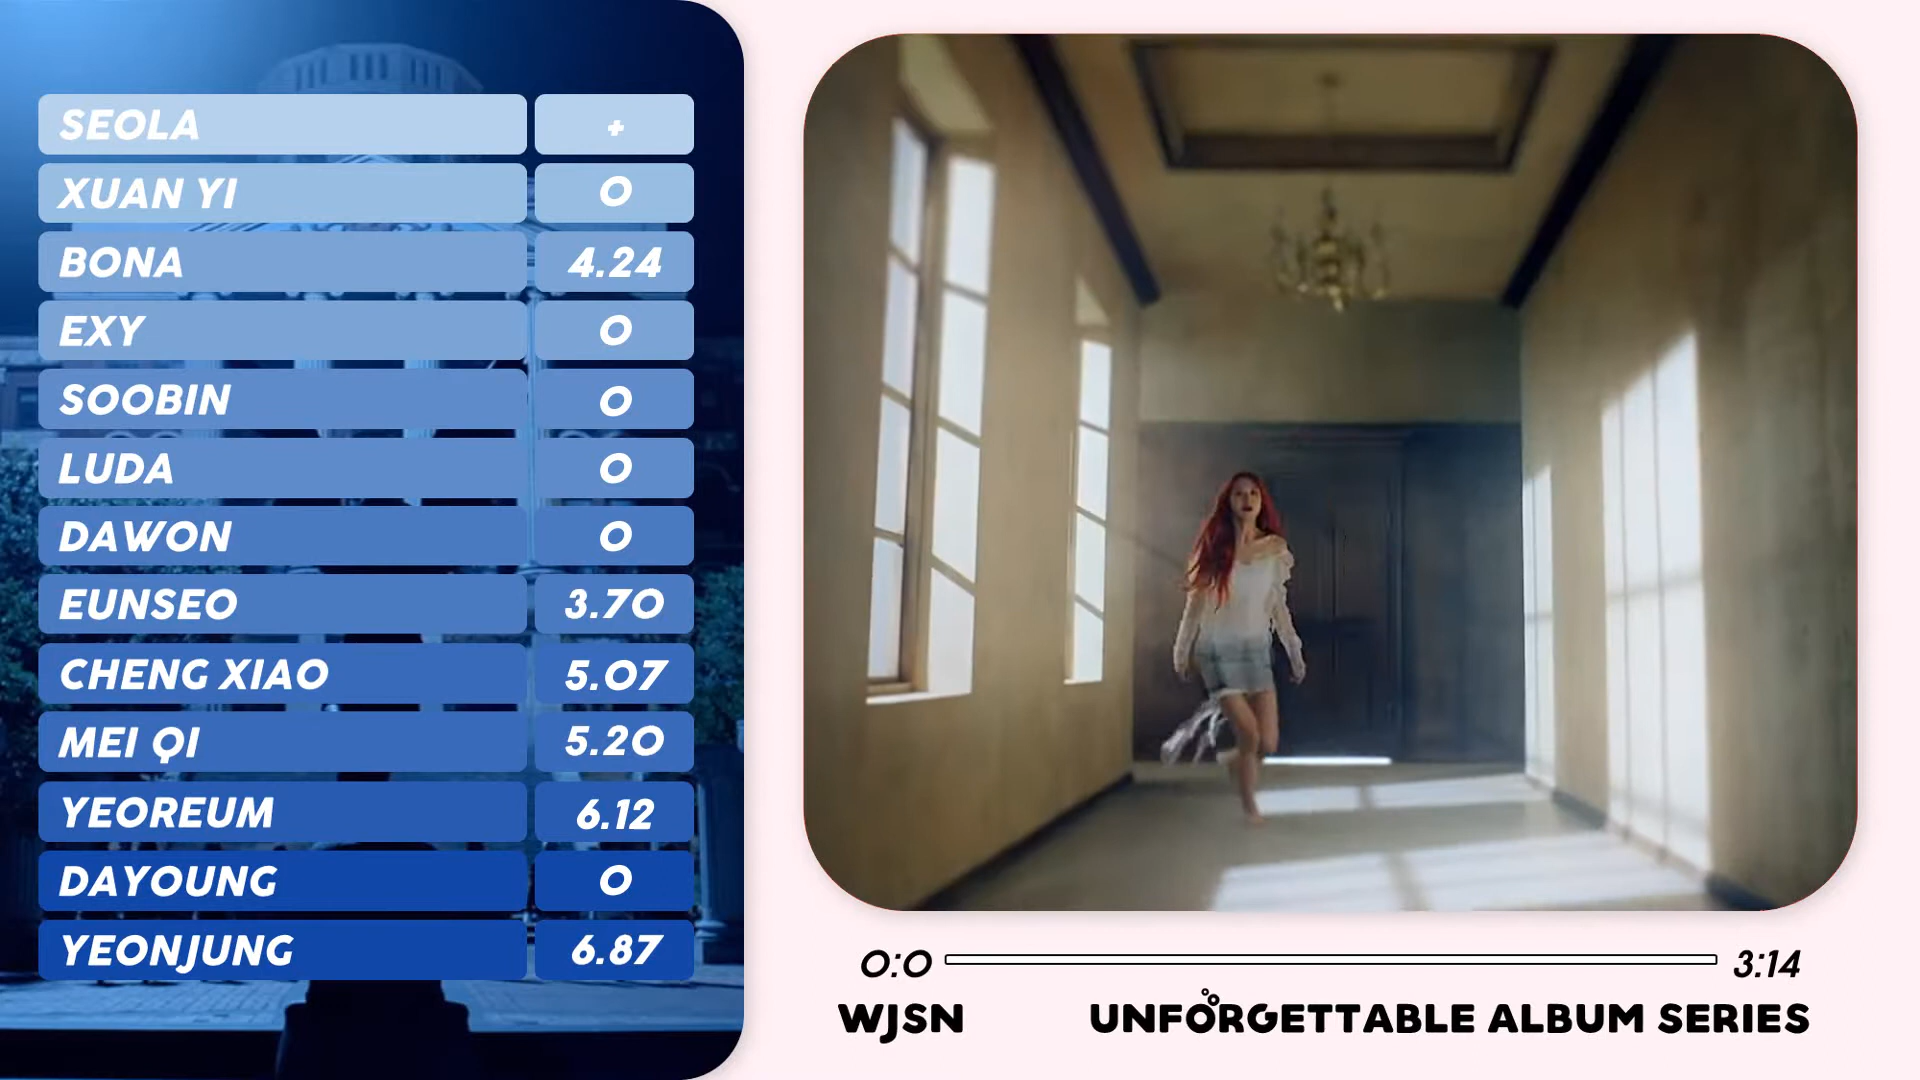 SEOLA +
XUAN YI 0
BONA 4.24
EXY 0
SOOBIN 0
LUDA 0
DAWON 0
EUNSEO 3.70
CHENG XIAO 5.07
MEI QI 5.20
YEOREUM 6.12
DAYOUNG 0
YEONJUNG 6.87
0:0 3:14
WJSN UNFORGETTABLE ALBUM SERIES